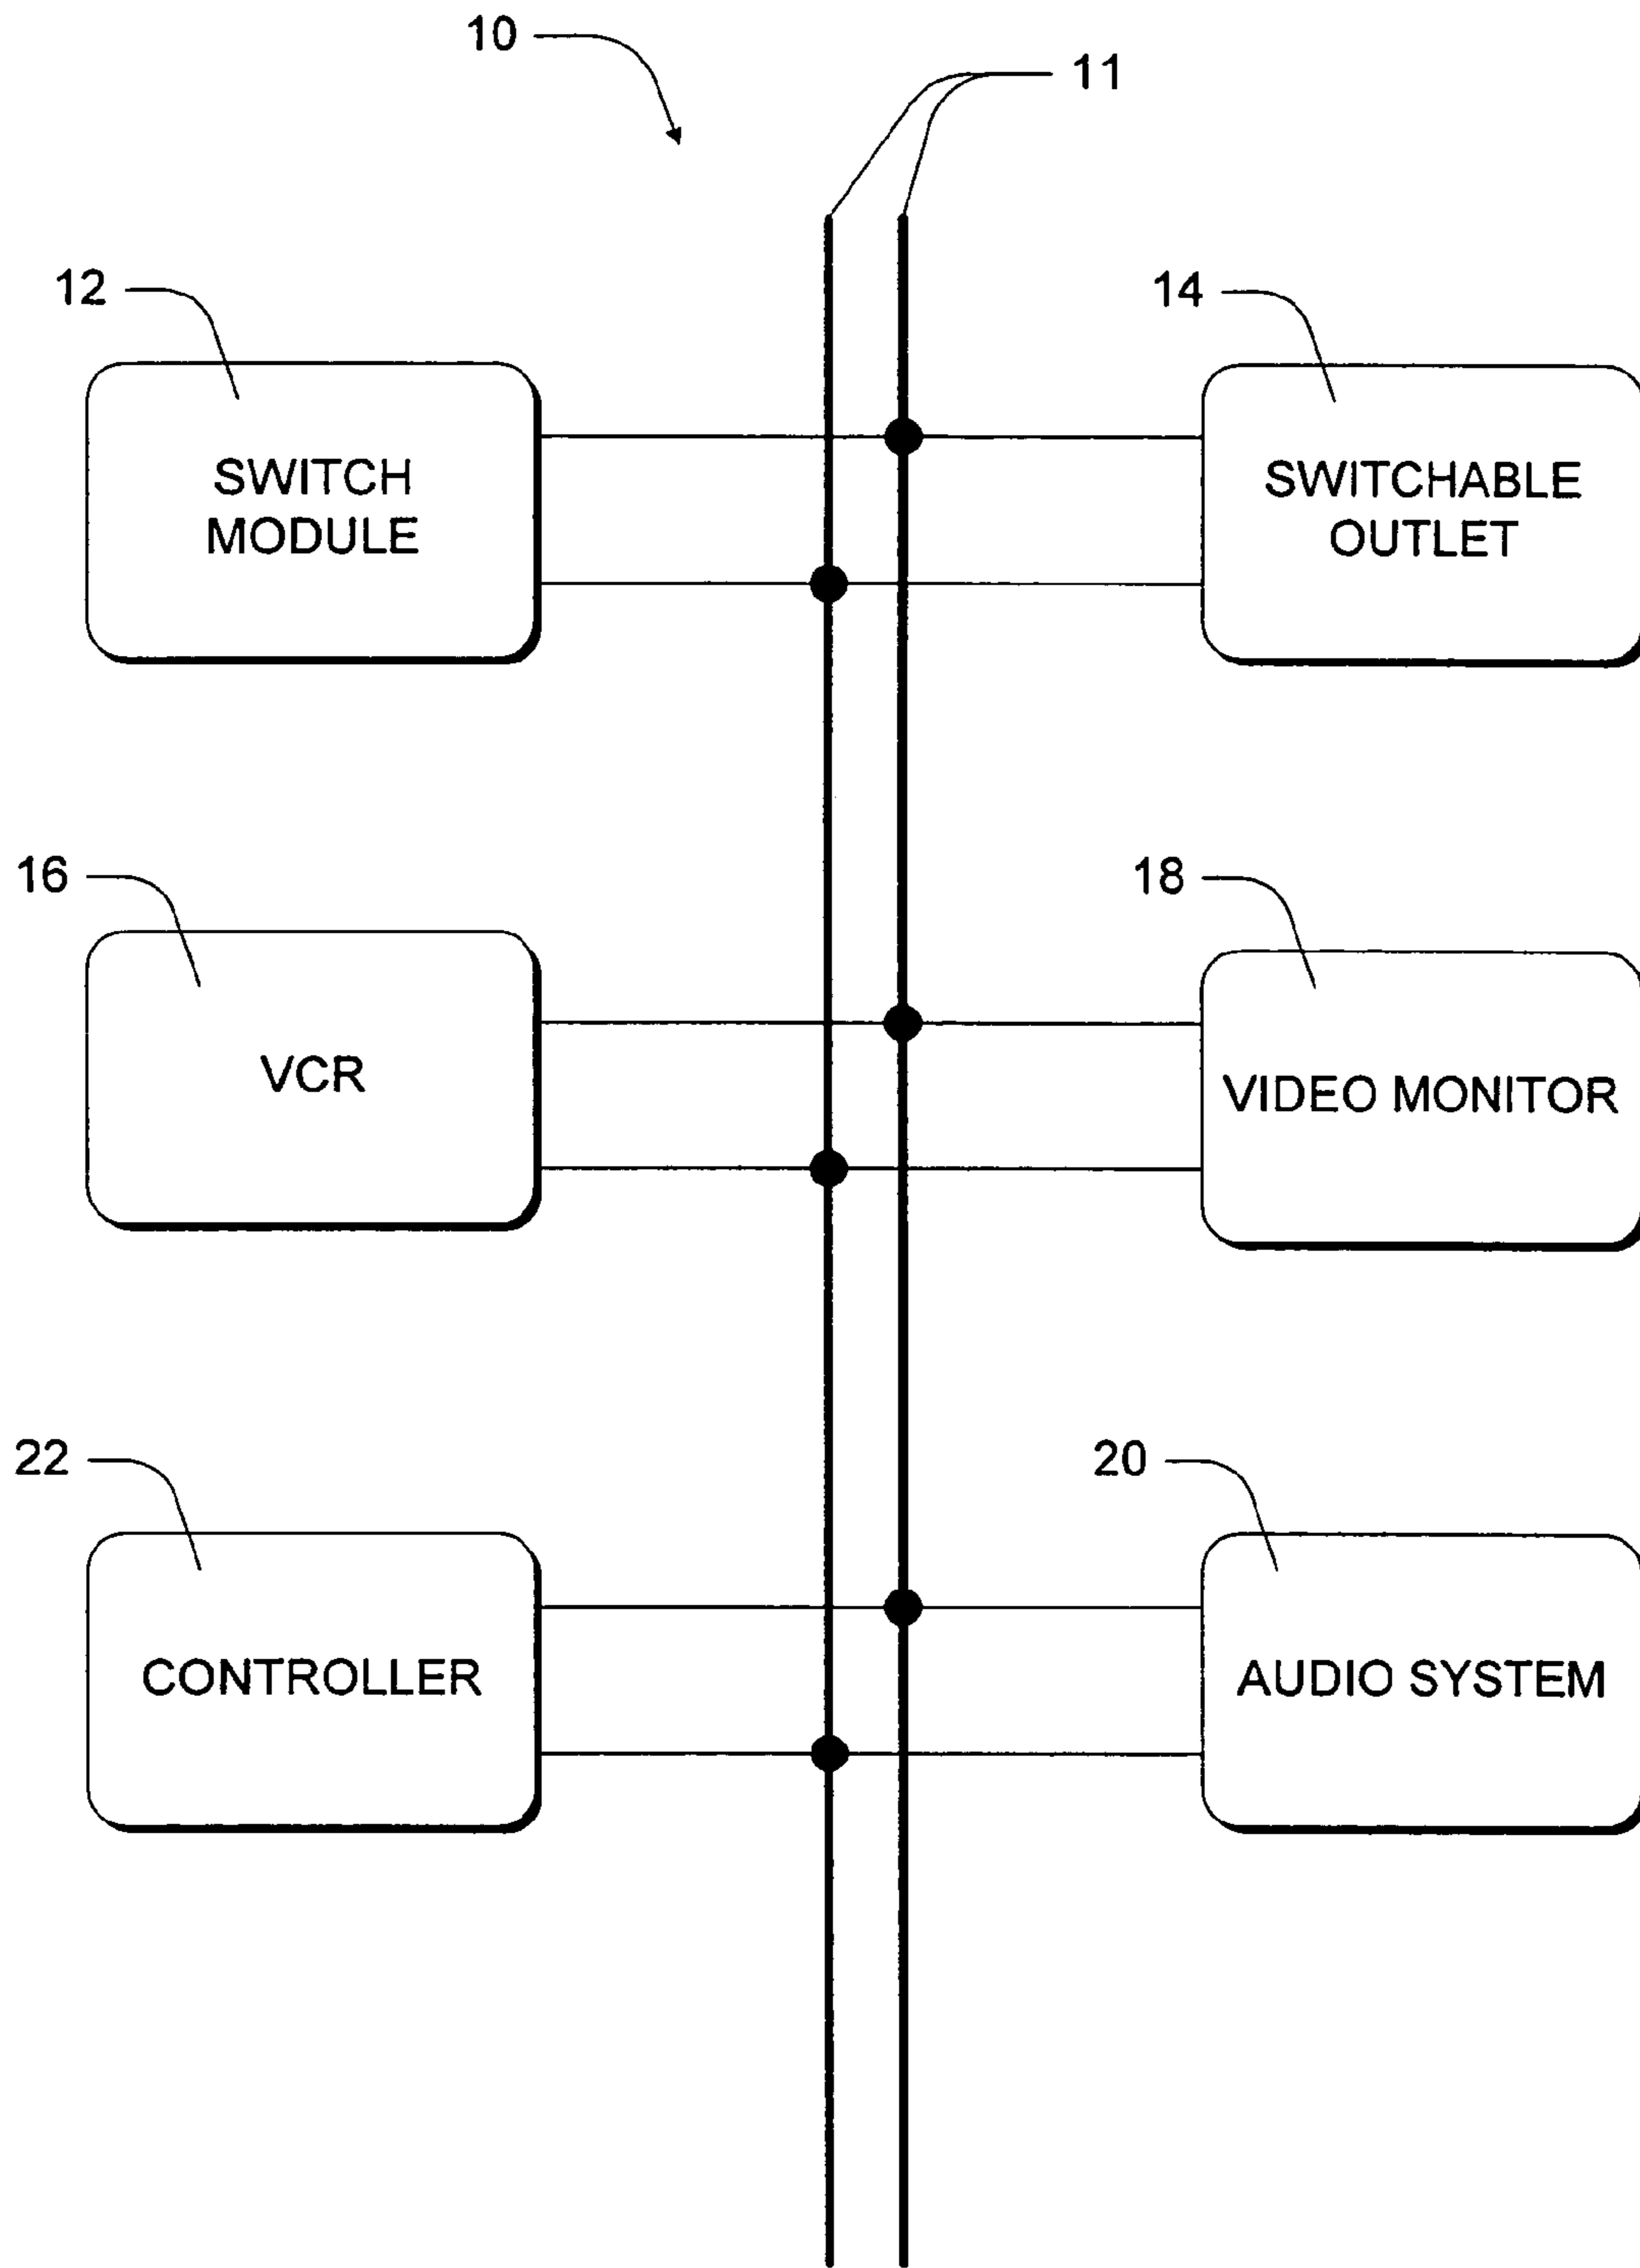 10
11
12
14
SWITCH
MODULE
SWITCHABLE
OUTLET
16
18
VCR
VIDEO MONITOR
22
20
CONTROLLER
AUDIO SYSTEM